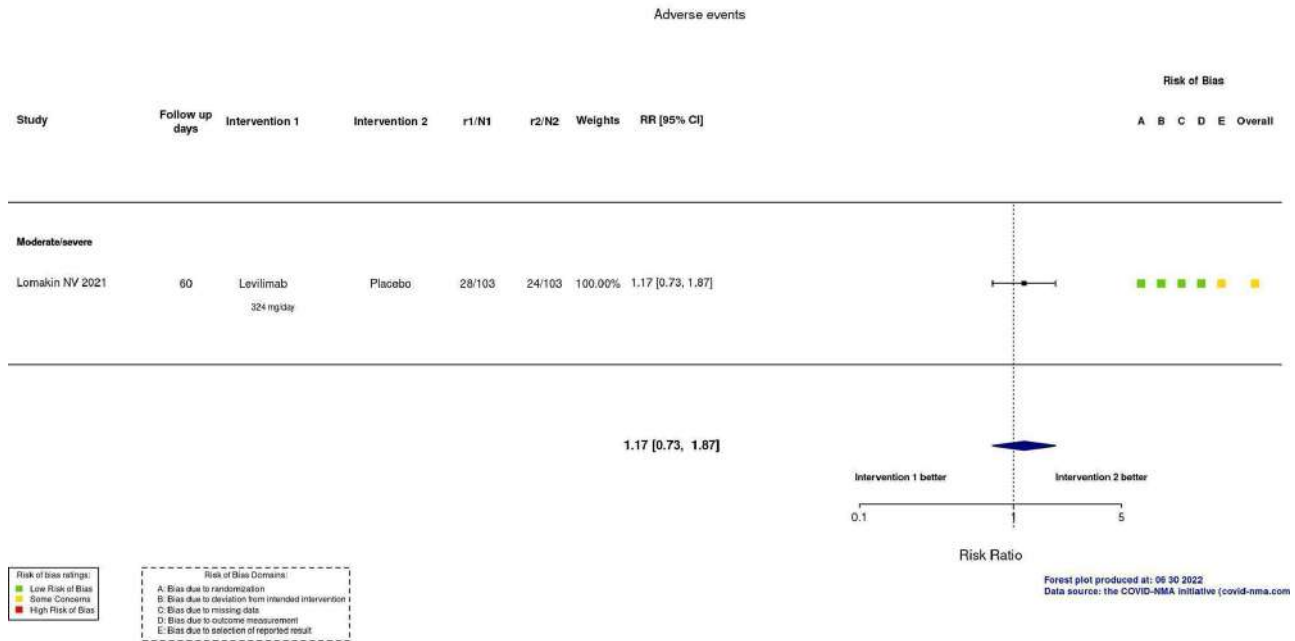 Adverse events
Risk of Bias
Study Follow up days Intervention 1 Intervention 2 r1/N1 r2/N2 Weights RR [95% CI] A B C D E Overall
Moderate/severe
Lomakin NV 2021 60 Levilimab Placebo 28/103 24/103 100.00% 1.17 [0.73, 1.87]
324 mg/day
1.17 [0.73, 1.87]
Intervention 1 better Intervention 2 better
0.1 1 5
Risk Ratio
Risk of bias ratings:
Low Risk of Bias
Some Concerns
High Risk of Bias
Risk of Bias Domains:
A: Bias due to randomization
B: Bias due to deviation from intended intervention
C: Bias due to missing data
D: Bias due to outcome measurement
E: Bias due to selection of reported result
Forest plot produced at: 06 30 2022
Data source: the COVID-NMA initiative (covid-nma.com